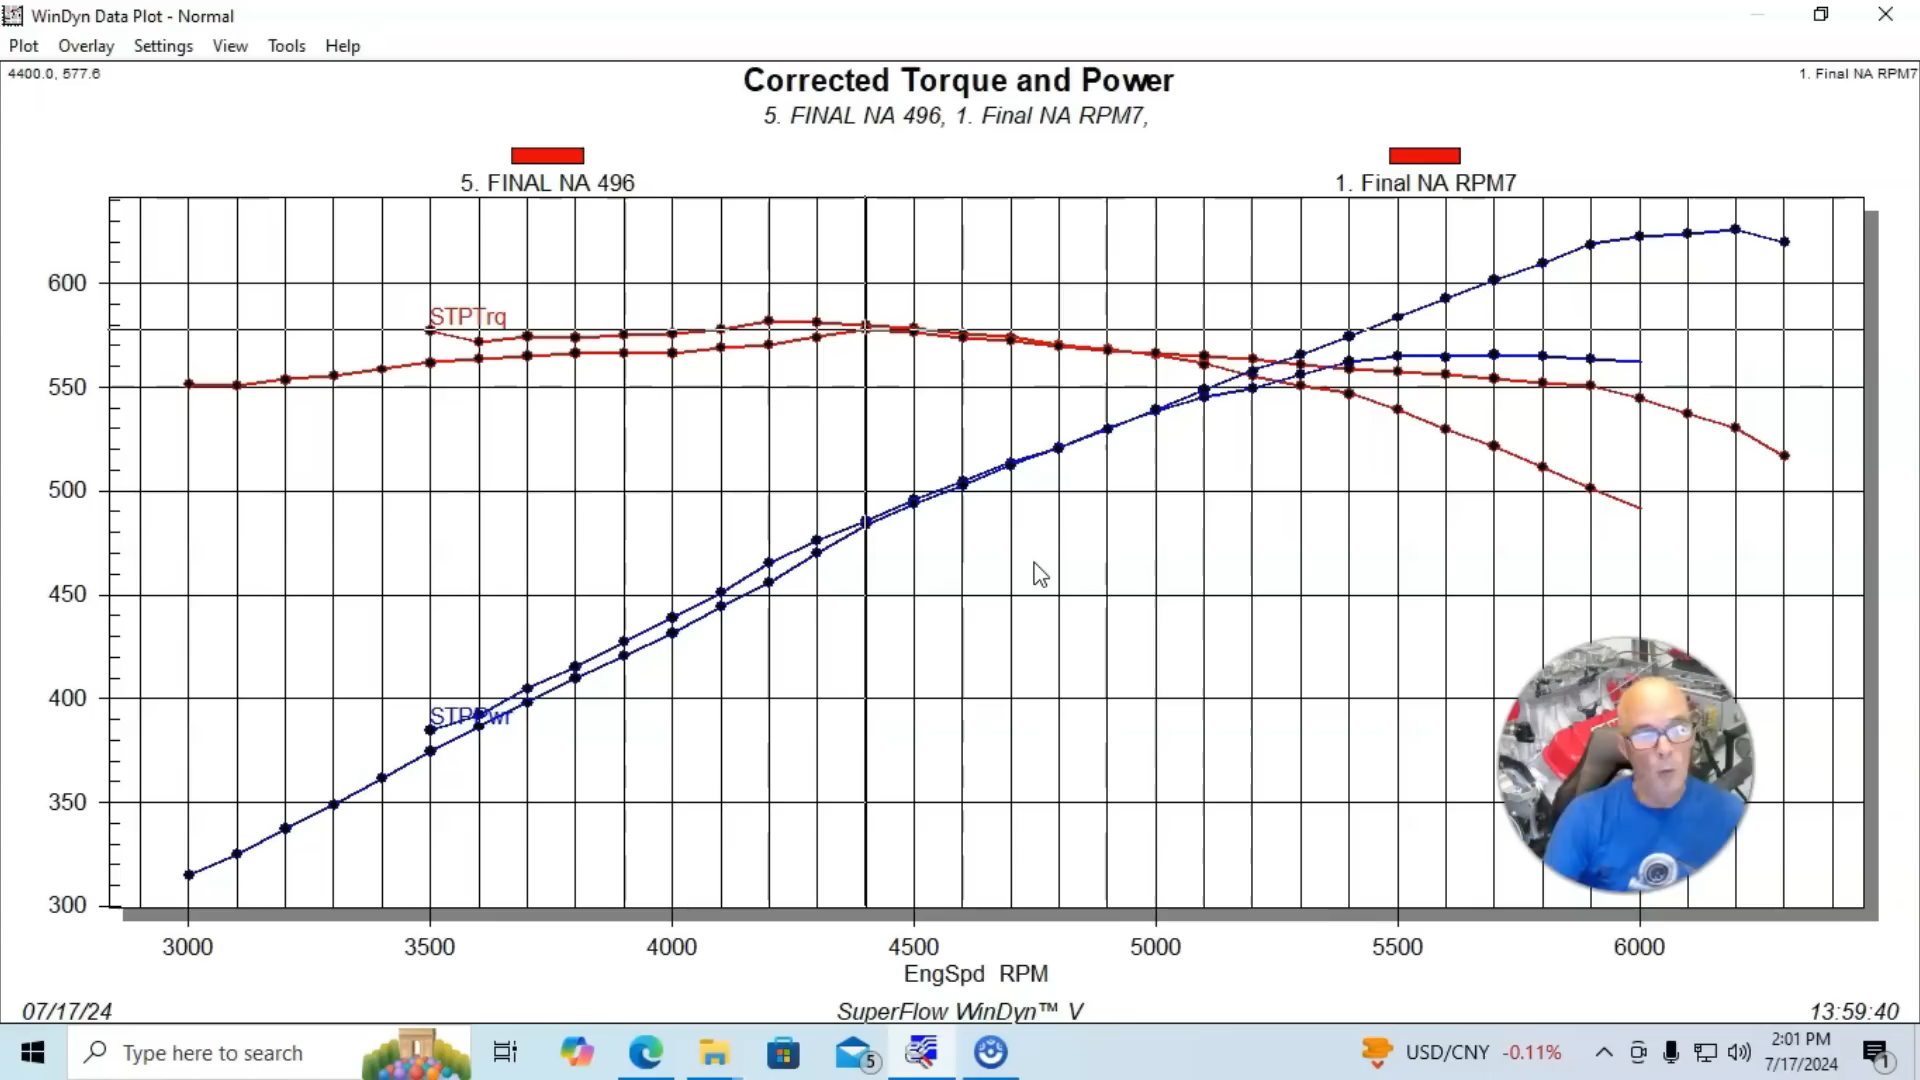 WinDyn Data Plot - Normal
Plot Overlay Settings View Tools Help
4400.0, 577.6
1. Final NA RPM7
Corrected Torque and Power
5. FINAL NA 496, 1. Final NA RPM7,
5. FINAL NA 496
1. Final NA RPM7
600
550
500
450
400
350
300
STPTrq
STPPwr
3000 3500 4000 4500 5000 5500 6000
EngSpd RPM
07/17/24
SuperFlow WinDyn™ V
13:59:40
Type here to search
5
USD/CNY -0.11%
2:01 PM
7/17/2024
1